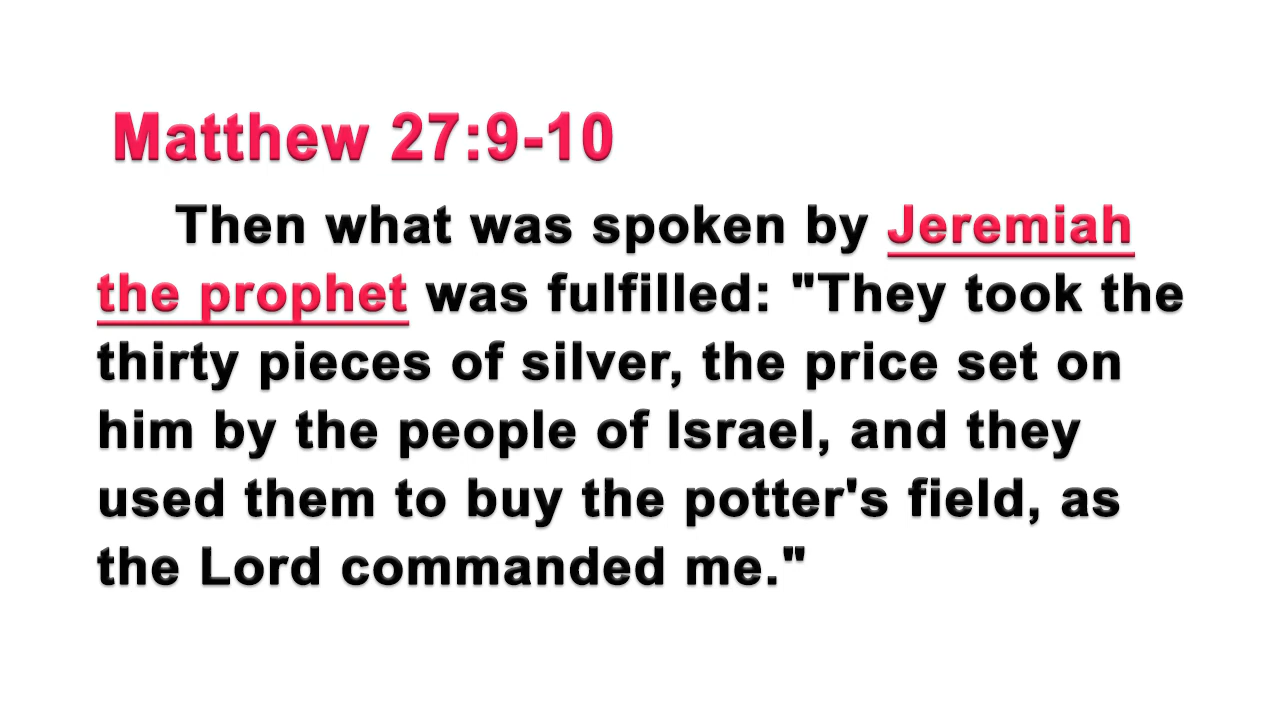 Matthew 27:9-10
Then what was spoken by Jeremiah
the prophet was fulfilled: "They took the
thirty pieces of silver, the price set on
him by the people of Israel, and they
used them to buy the potter's field, as
the Lord commanded me."